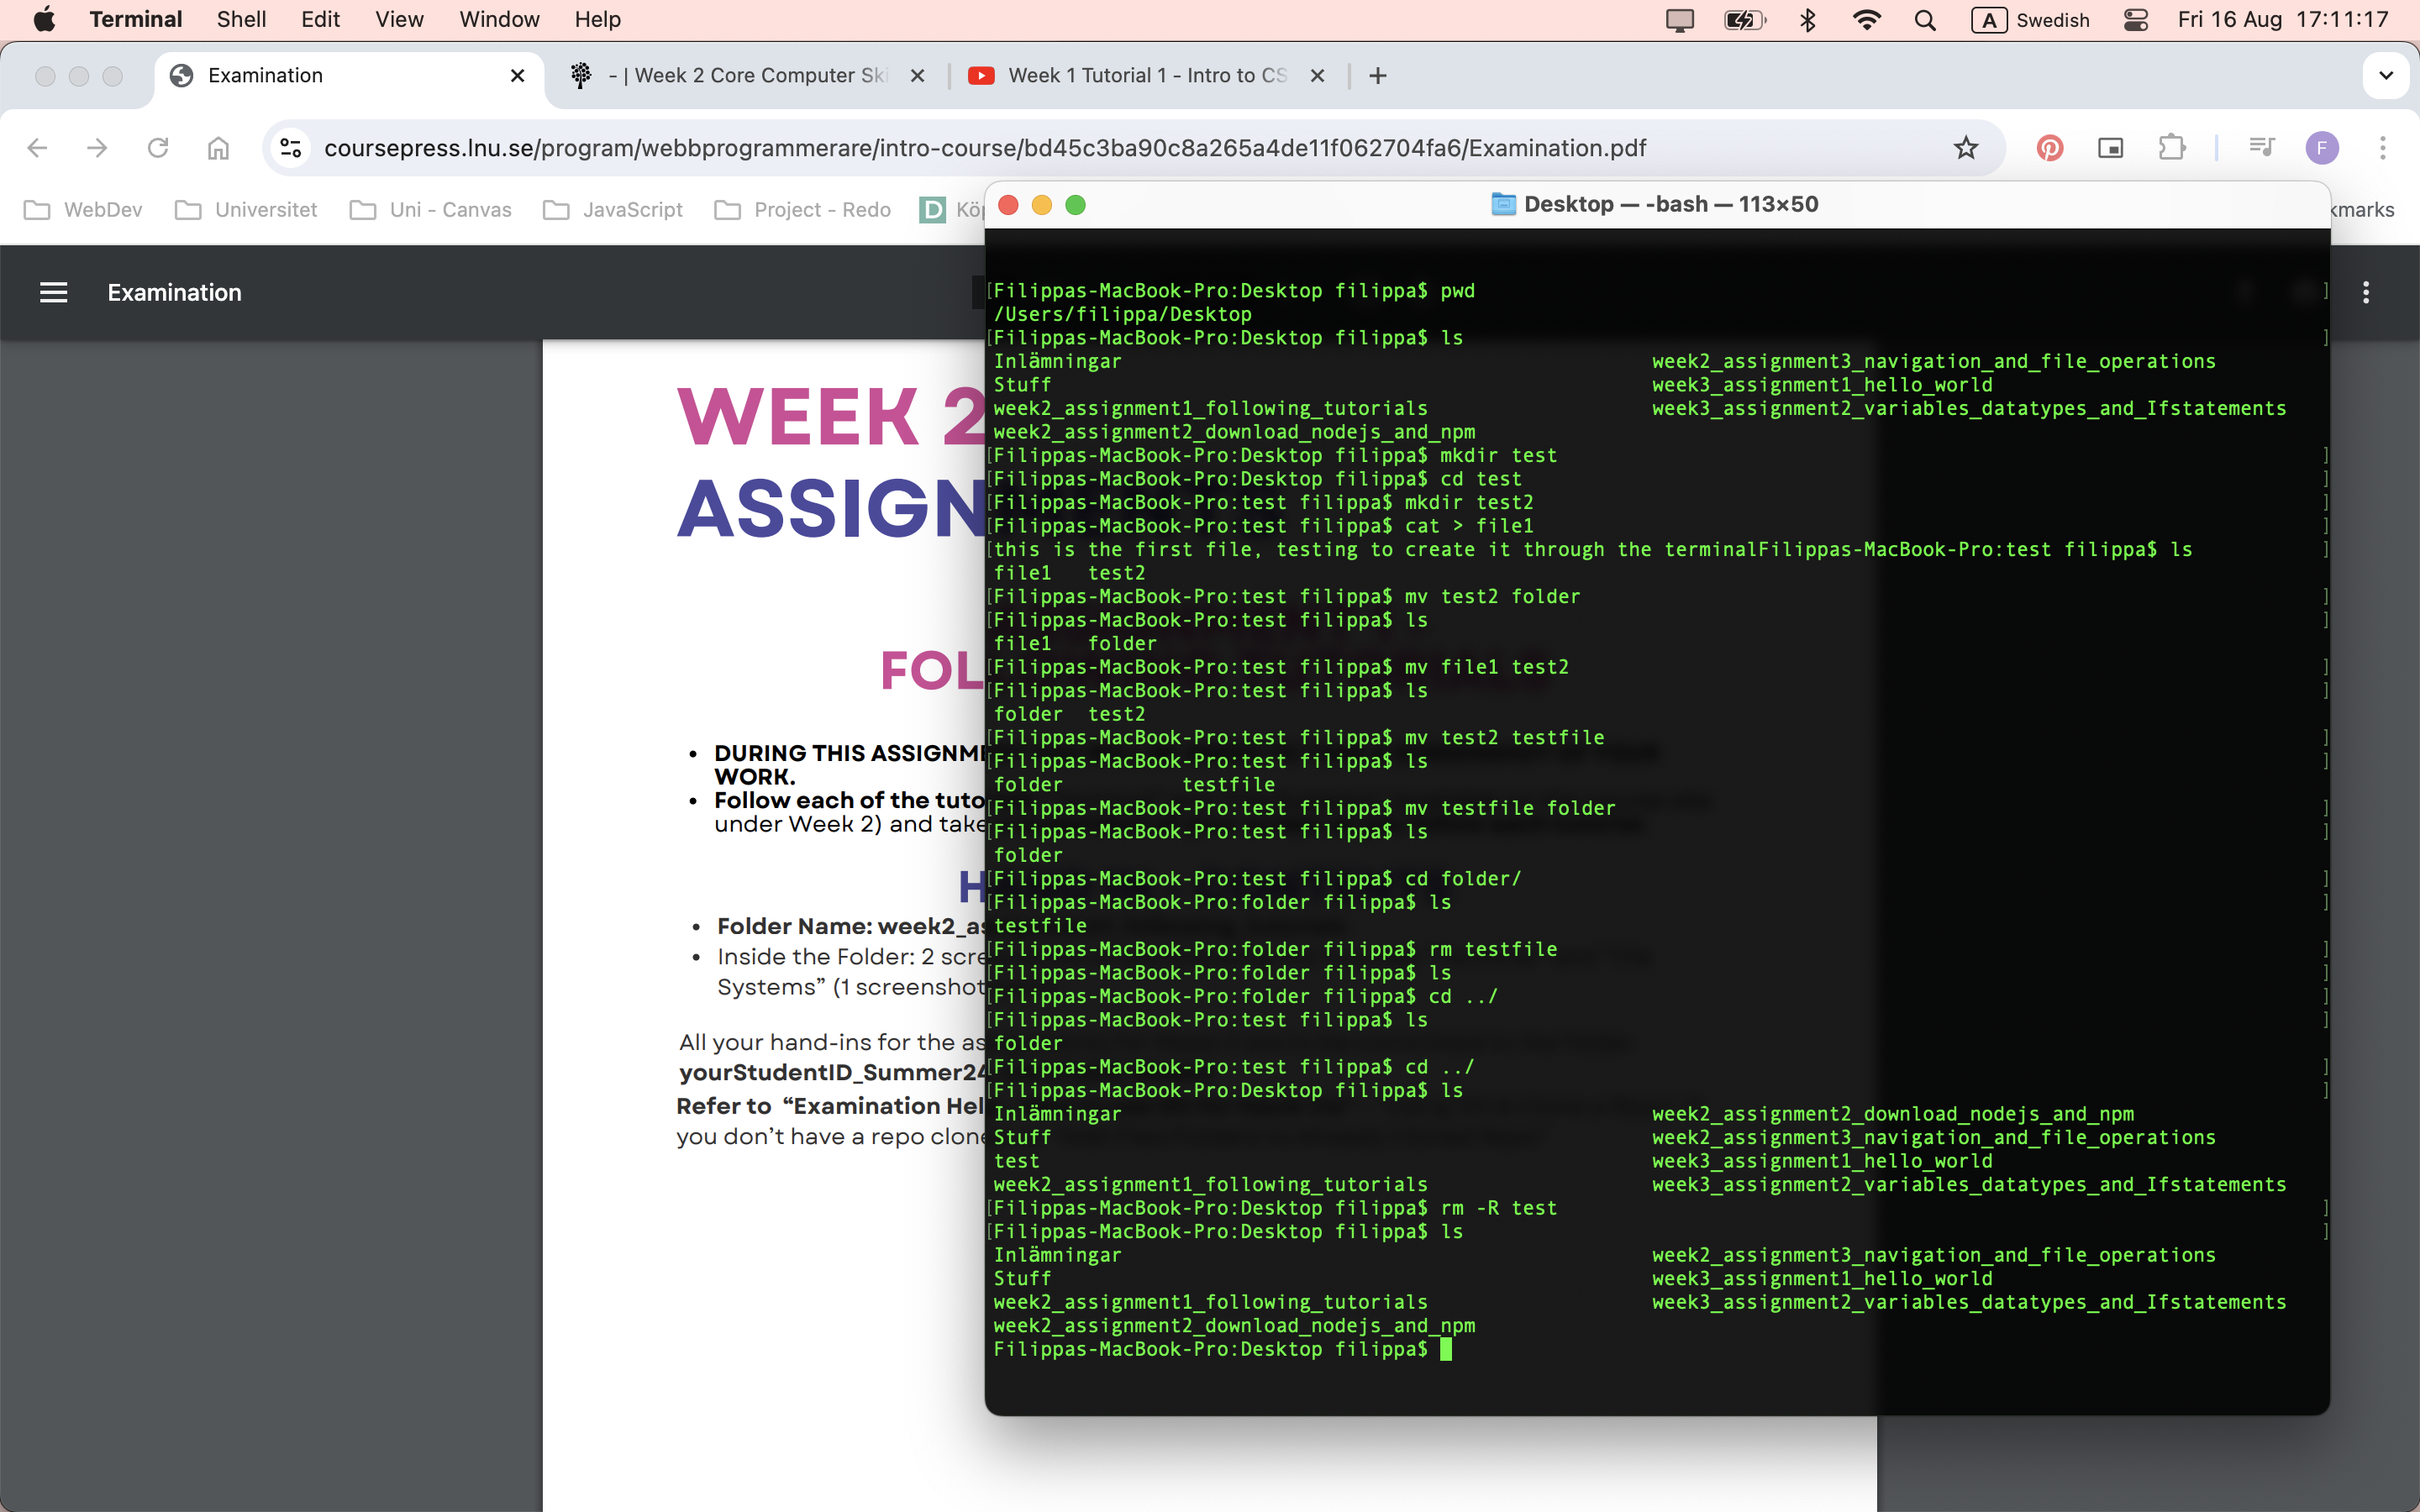 Terminal Shell Edit View Window Help A Swedish Fri 16 Aug 17:11:17
Examination - | Week 2 Core Computer Ski Week 1 Tutorial 1 - Intro to CS
coursepress.lnu.se/program/webbprogrammerare/intro-course/bd45c3ba90c8a265a4de11f062704fa6/Examination.pdf F
WebDev Universitet Uni - Canvas JavaScript Project - Redo D Köp kmarks
Examination
WEEK 2
ASSIGN
FOL
DURING THIS ASSIGNME
WORK.
Follow each of the tuto
under Week 2) and take
H
Folder Name: week2_as
Inside the Folder: 2 scre
Systems” (1 screenshot
All your hand-ins for the as
yourStudentID_Summer24
Refer to “Examination Hel
you don’t have a repo clone
Desktop — -bash — 113×50
[Filippas-MacBook-Pro:Desktop filippa$ pwd ]
/Users/filippa/Desktop
[Filippas-MacBook-Pro:Desktop filippa$ ls ]
Inlämningar week2_assignment3_navigation_and_file_operations
Stuff week3_assignment1_hello_world
week2_assignment1_following_tutorials week3_assignment2_variables_datatypes_and_Ifstatements
week2_assignment2_download_nodejs_and_npm
[Filippas-MacBook-Pro:Desktop filippa$ mkdir test ]
[Filippas-MacBook-Pro:Desktop filippa$ cd test ]
[Filippas-MacBook-Pro:test filippa$ mkdir test2 ]
[Filippas-MacBook-Pro:test filippa$ cat > file1 ]
[this is the first file, testing to create it through the terminalFilippas-MacBook-Pro:test filippa$ ls ]
file1 test2
[Filippas-MacBook-Pro:test filippa$ mv test2 folder ]
[Filippas-MacBook-Pro:test filippa$ ls ]
file1 folder
[Filippas-MacBook-Pro:test filippa$ mv file1 test2 ]
[Filippas-MacBook-Pro:test filippa$ ls ]
folder test2
[Filippas-MacBook-Pro:test filippa$ mv test2 testfile ]
[Filippas-MacBook-Pro:test filippa$ ls ]
folder testfile
[Filippas-MacBook-Pro:test filippa$ mv testfile folder ]
[Filippas-MacBook-Pro:test filippa$ ls ]
folder
[Filippas-MacBook-Pro:test filippa$ cd folder/ ]
[Filippas-MacBook-Pro:folder filippa$ ls ]
testfile
[Filippas-MacBook-Pro:folder filippa$ rm testfile ]
[Filippas-MacBook-Pro:folder filippa$ ls ]
[Filippas-MacBook-Pro:folder filippa$ cd ../ ]
[Filippas-MacBook-Pro:test filippa$ ls ]
folder
[Filippas-MacBook-Pro:test filippa$ cd ../ ]
[Filippas-MacBook-Pro:Desktop filippa$ ls ]
Inlämningar week2_assignment2_download_nodejs_and_npm
Stuff week2_assignment3_navigation_and_file_operations
test week3_assignment1_hello_world
week2_assignment1_following_tutorials week3_assignment2_variables_datatypes_and_Ifstatements
[Filippas-MacBook-Pro:Desktop filippa$ rm -R test ]
[Filippas-MacBook-Pro:Desktop filippa$ ls ]
Inlämningar week2_assignment3_navigation_and_file_operations
Stuff week3_assignment1_hello_world
week2_assignment1_following_tutorials week3_assignment2_variables_datatypes_and_Ifstatements
week2_assignment2_download_nodejs_and_npm
Filippas-MacBook-Pro:Desktop filippa$